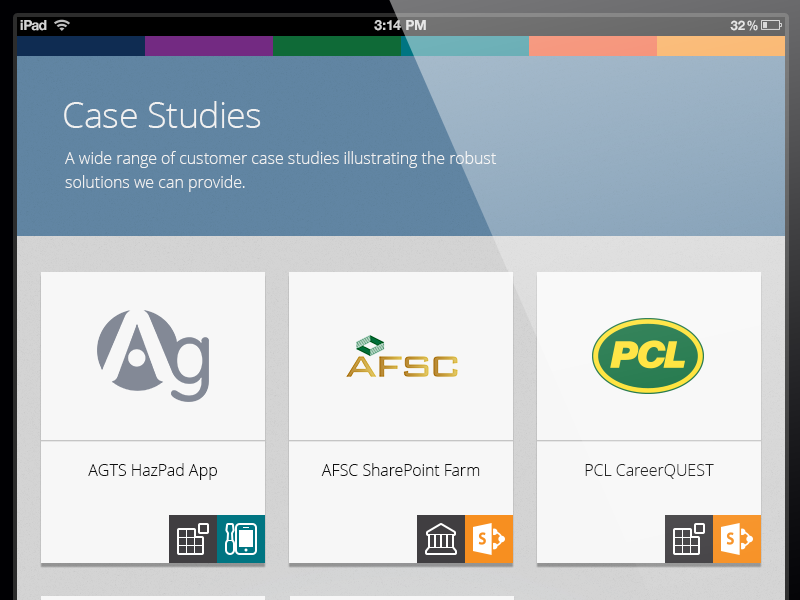 iPad 3:14 PM 32%
Case Studies
A wide range of customer case studies illustrating the robust
solutions we can provide.
Ag AFSC PCL
AGTS HazPad App AFSC SharePoint Farm PCL CareerQUEST
S S